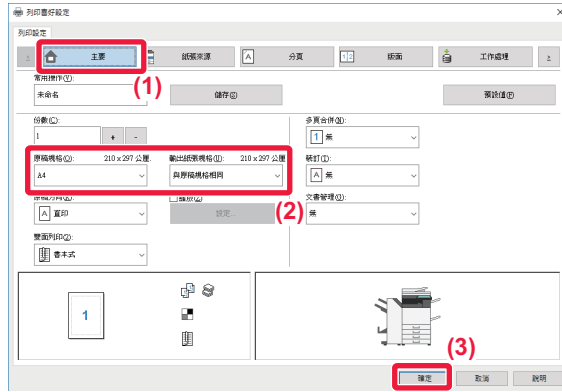 列印喜好設定
列印設定
主要
紙張來源
A 分頁
12 版面
工作處理
(1)
常用操作(V):
未命名
儲存(S)
預設值(F)
份數(C):
1 + -
多頁合併(N):
1 無
原稿規格(O): 210 x 297 公厘.
A4
輸出紙張規格(U): 210 x 297 公厘
與原稿規格相同
裝訂(T):
A 無
(2)
A 直印
縮放(Z)
設定...
文書管理(O):
無
雙面列印(2):
書本式
1
(3)
確定
取消
說明